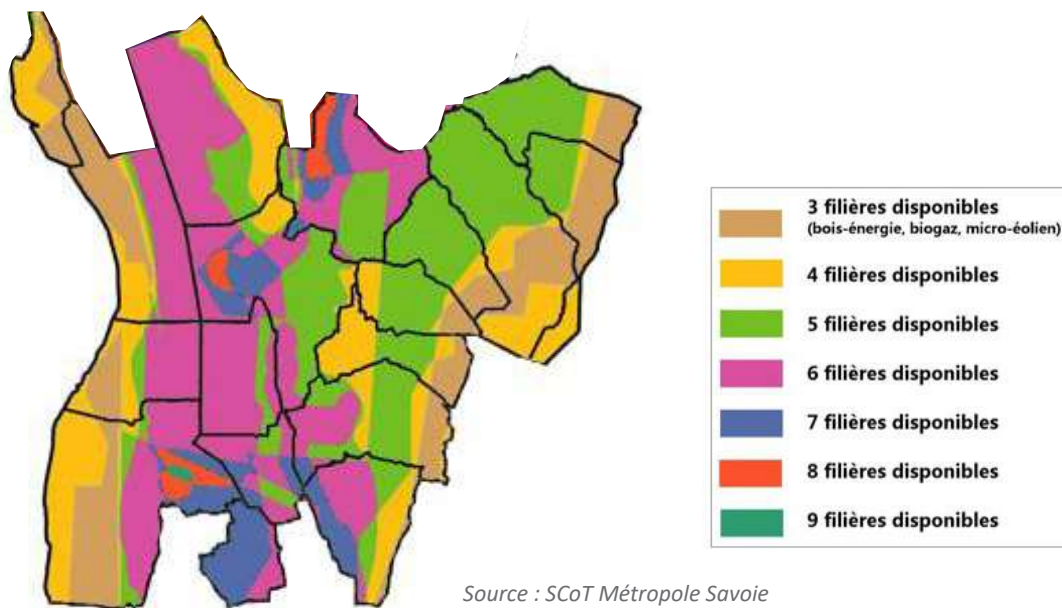 3 filières disponibles
(bois-énergie, biogaz, micro-éolien)
4 filières disponibles
5 filières disponibles
6 filières disponibles
7 filières disponibles
8 filières disponibles
9 filières disponibles
Source : SCoT Métropole Savoie